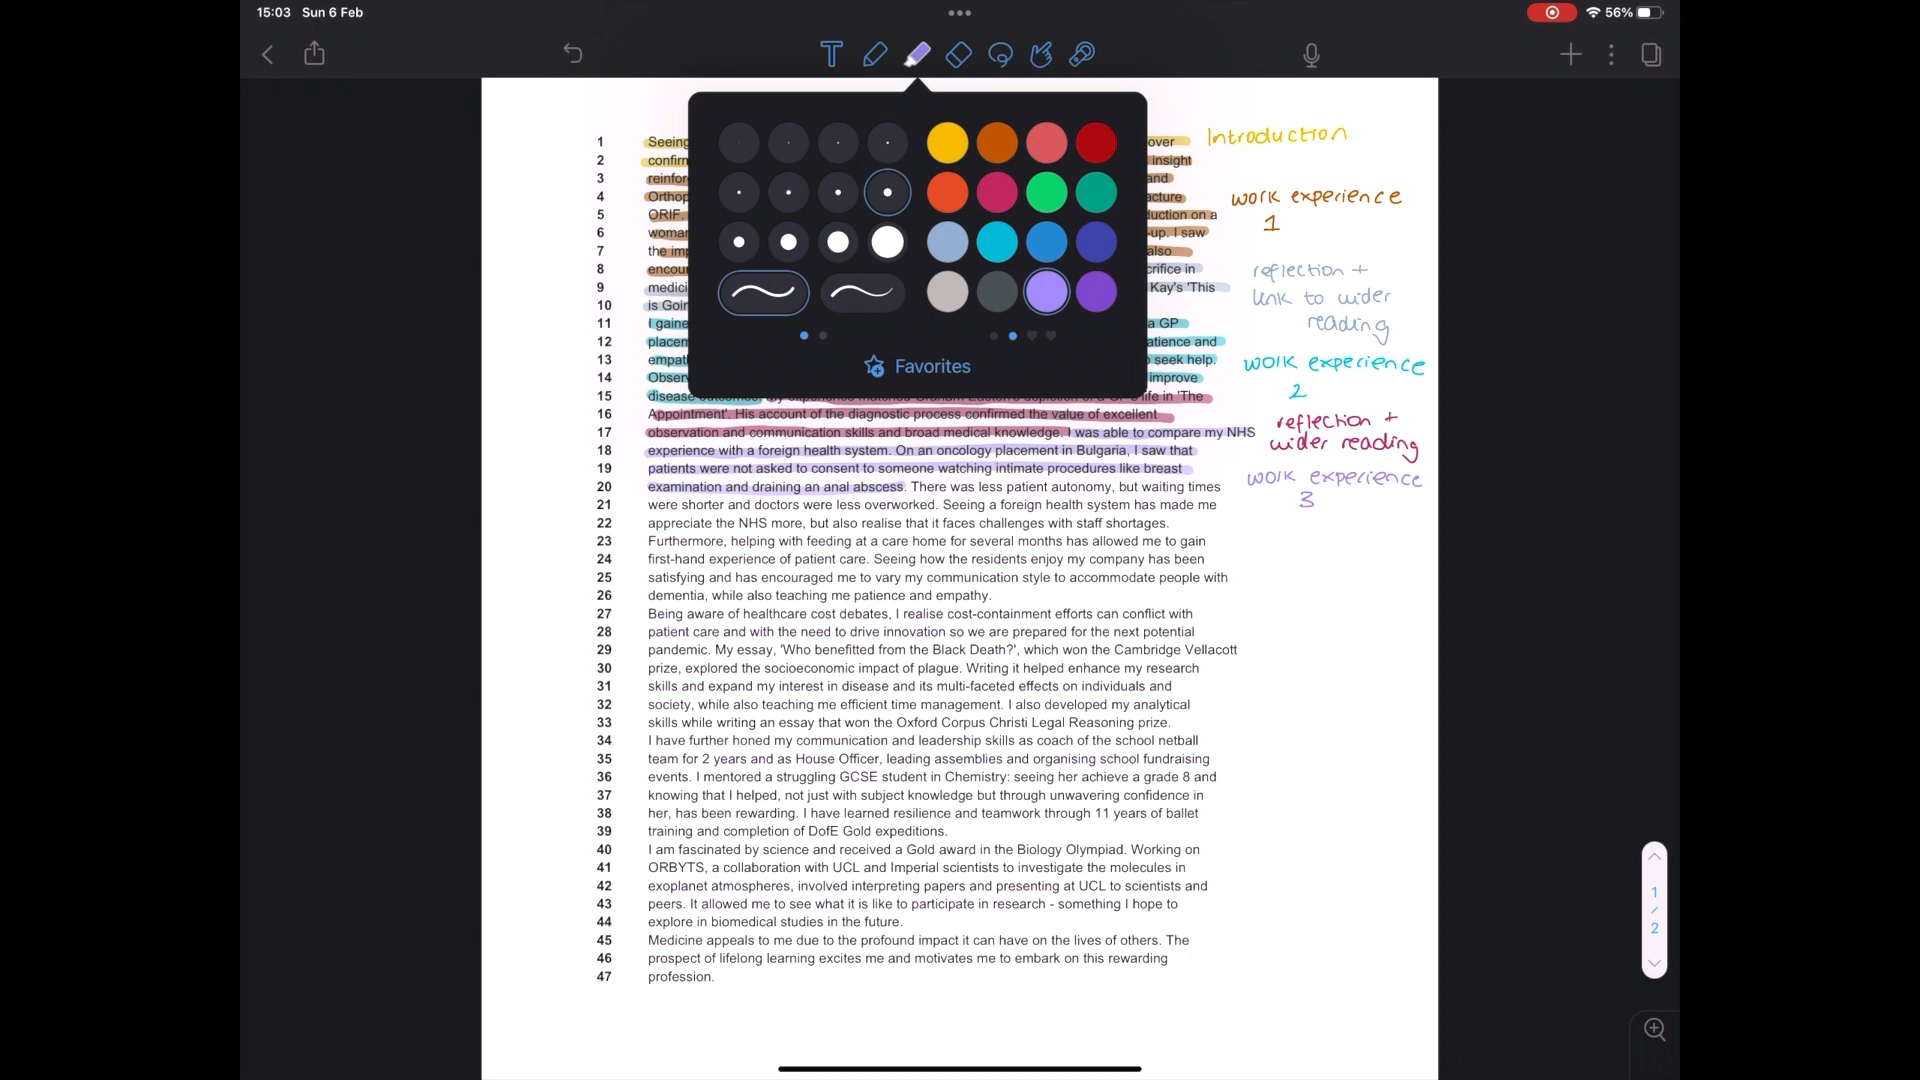 15:03 Sun 6 Feb
56%
1 Seeing over
2 confirm insight
3 reinfor and
4 Orthop acture
5 ORIF. duction on a
6 woman -up. I saw
7 the imp also
8 encour crifice in
9 medici Kay's 'This
10 is Goin
11 I gaine a GP
12 placem atience and
13 empath o seek help.
14 Observ improve
15 disease life in 'The
16 Appointment'. His account of the diagnostic process confirmed the value of excellent
17 observation and communication skills and broad medical knowledge. I was able to compare my NHS
18 experience with a foreign health system. On an oncology placement in Bulgaria, I saw that
19 patients were not asked to consent to someone watching intimate procedures like breast
20 examination and draining an anal abscess. There was less patient autonomy, but waiting times
21 were shorter and doctors were less overworked. Seeing a foreign health system has made me
22 appreciate the NHS more, but also realise that it faces challenges with staff shortages.
23 Furthermore, helping with feeding at a care home for several months has allowed me to gain
24 first-hand experience of patient care. Seeing how the residents enjoy my company has been
25 satisfying and has encouraged me to vary my communication style to accommodate people with
26 dementia, while also teaching me patience and empathy.
27 Being aware of healthcare cost debates, I realise cost-containment efforts can conflict with
28 patient care and with the need to drive innovation so we are prepared for the next potential
29 pandemic. My essay, 'Who benefitted from the Black Death?', which won the Cambridge Vellacott
30 prize, explored the socioeconomic impact of plague. Writing it helped enhance my research
31 skills and expand my interest in disease and its multi-faceted effects on individuals and
32 society, while also teaching me efficient time management. I also developed my analytical
33 skills while writing an essay that won the Oxford Corpus Christi Legal Reasoning prize.
34 I have further honed my communication and leadership skills as coach of the school netball
35 team for 2 years and as House Officer, leading assemblies and organising school fundraising
36 events. I mentored a struggling GCSE student in Chemistry: seeing her achieve a grade 8 and
37 knowing that I helped, not just with subject knowledge but through unwavering confidence in
38 her, has been rewarding. I have learned resilience and teamwork through 11 years of ballet
39 training and completion of DofE Gold expeditions.
40 I am fascinated by science and received a Gold award in the Biology Olympiad. Working on
41 ORBYTS, a collaboration with UCL and Imperial scientists to investigate the molecules in
42 exoplanet atmospheres, involved interpreting papers and presenting at UCL to scientists and
43 peers. It allowed me to see what it is like to participate in research - something I hope to
44 explore in biomedical studies in the future.
45 Medicine appeals to me due to the profound impact it can have on the lives of others. The
46 prospect of lifelong learning excites me and motivates me to embark on this rewarding
47 profession.
Favorites
Introduction
work experience
1
reflection +
link to wider
reading
work experience
2
reflection +
wider reading
work experience
3
1
/
2